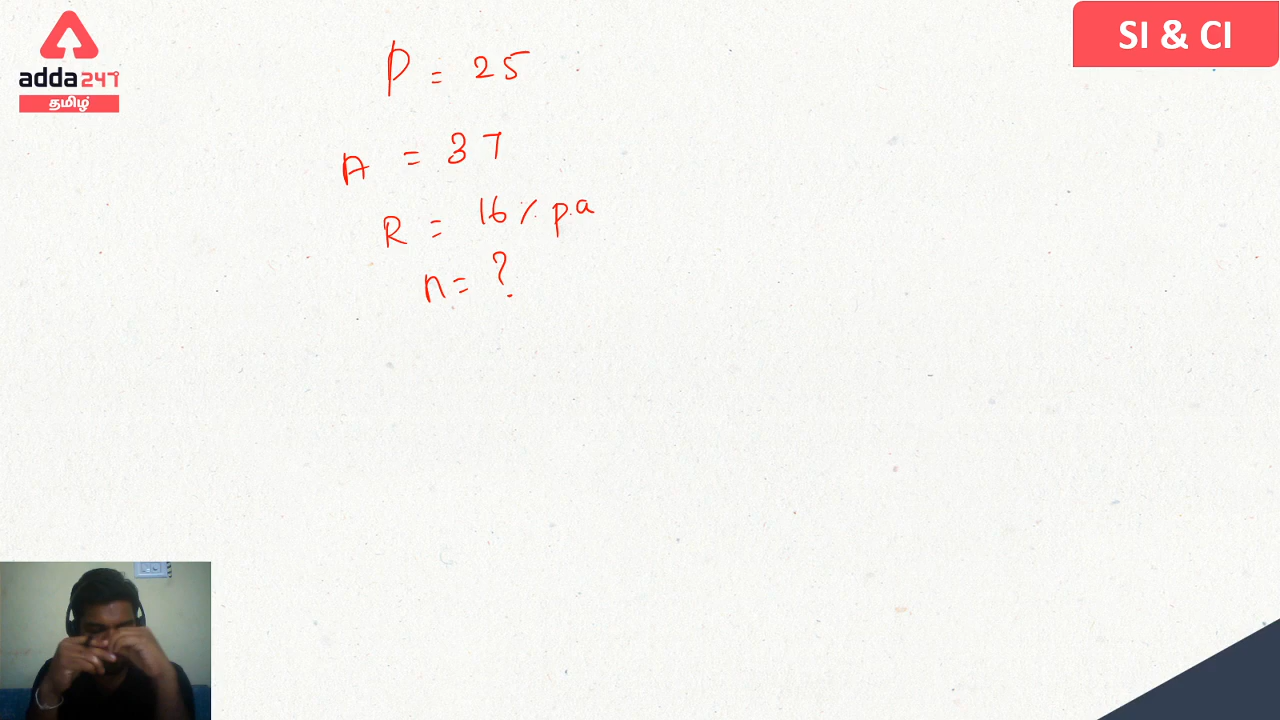 adda247
தமிழ்
SI & CI
P = 25
A = 37
R = 16% p.a
n = ?